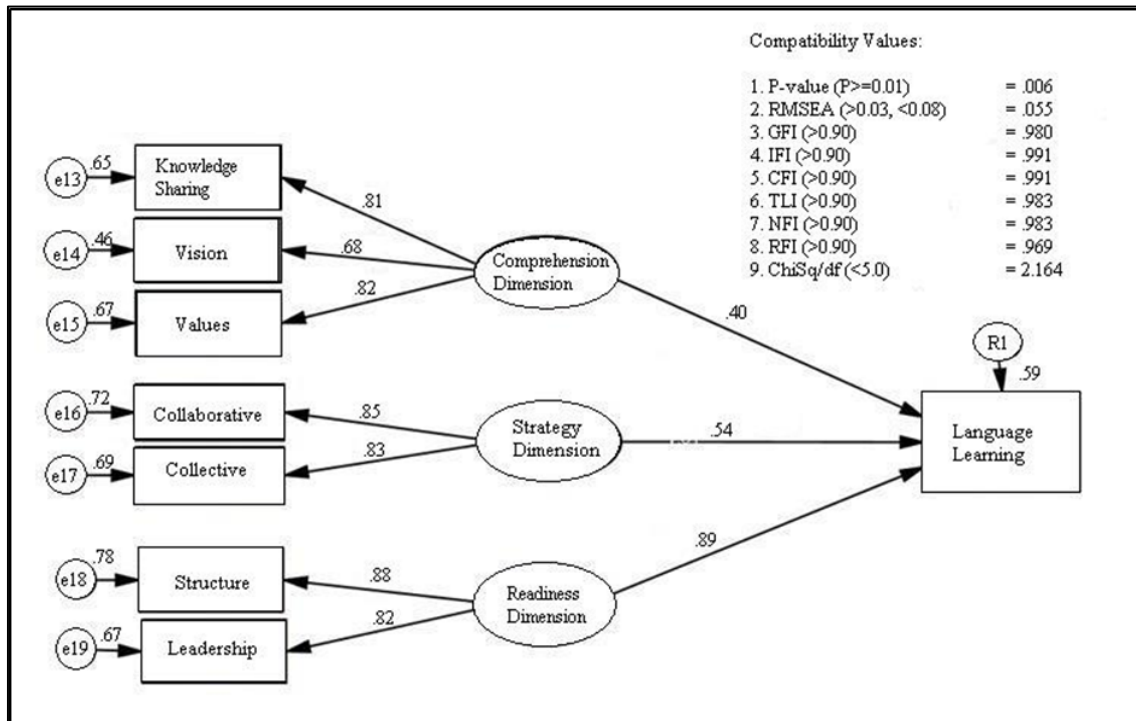 Compatibility Values:
1. P-value (P>=0.01) = .006
2. RMSEA (>0.03, <0.08) = .055
3. GFI (>0.90) = .980
4. IFI (>0.90) = .991
5. CFI (>0.90) = .991
6. TLI (>0.90) = .983
7. NFI (>0.90) = .983
8. RFI (>0.90) = .969
9. ChiSq/df (<5.0) = 2.164
e13
.65
Knowledge
Sharing
.81
e14
.46
Vision
.68
e15
.67
Values
.82
Comprehension
Dimension
.40
e16
.72
Collaborative
.85
e17
.69
Collective
.83
Strategy
Dimension
.54
e18
.78
Structure
.88
e19
.67
Leadership
.82
Readiness
Dimension
.89
R1
.59
Language
Learning